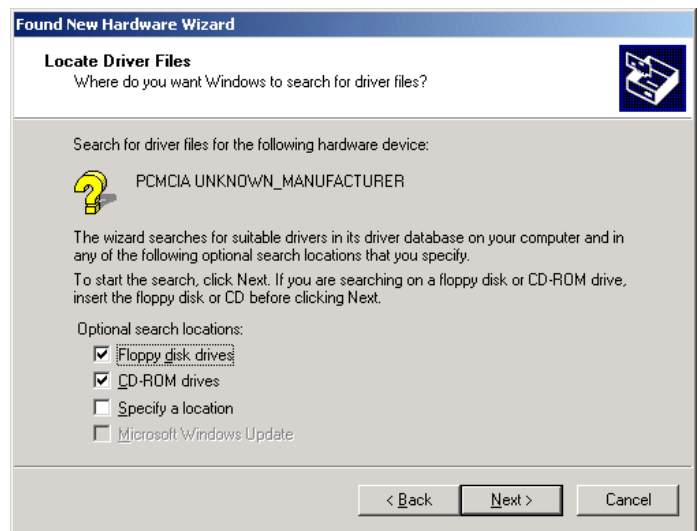 Found New Hardware Wizard
Locate Driver Files
Where do you want Windows to search for driver files?
Search for driver files for the following hardware device:
PCMCIA UNKNOWN_MANUFACTURER
The wizard searches for suitable drivers in its driver database on your computer and in
any of the following optional search locations that you specify.
To start the search, click Next. If you are searching on a floppy disk or CD-ROM drive,
insert the floppy disk or CD before clicking Next.
Optional search locations:
Floppy disk drives
CD-ROM drives
Specify a location
Microsoft Windows Update
< Back Next > Cancel